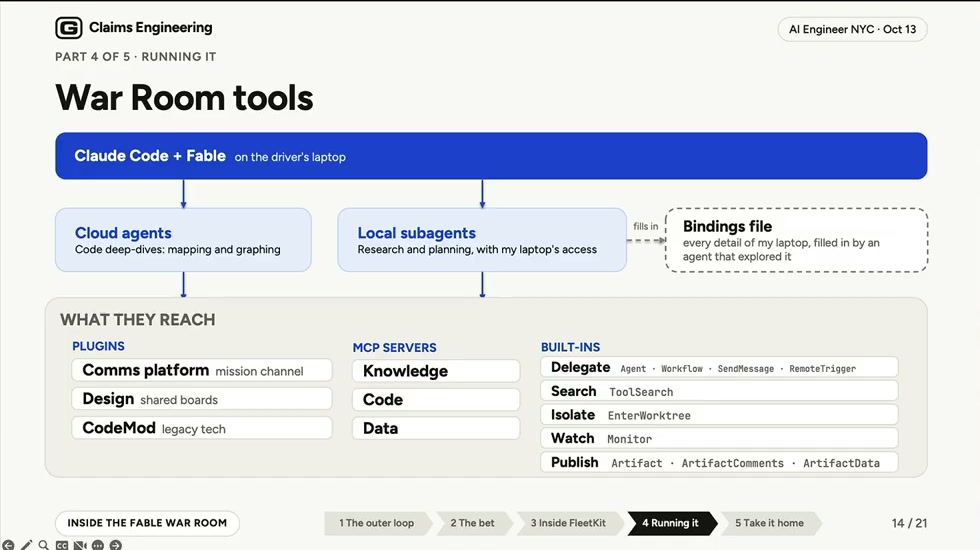 G Claims Engineering
AI Engineer NYC · Oct 13
PART 4 OF 5 · RUNNING IT
War Room tools
Claude Code + Fable on the driver's laptop
Cloud agents
Code deep-dives: mapping and graphing
Local subagents
Research and planning, with my laptop's access
fills in
Bindings file
every detail of my laptop, filled in by an
agent that explored it
WHAT THEY REACH
PLUGINS
Comms platform mission channel
Design shared boards
CodeMod legacy tech
MCP SERVERS
Knowledge
Code
Data
BUILT-INS
Delegate Agent · Workflow · SendMessage · RemoteTrigger
Search ToolSearch
Isolate EnterWorktree
Watch Monitor
Publish Artifact · ArtifactComments · ArtifactData
INSIDE THE FABLE WAR ROOM
1 The outer loop
2 The bet
3 Inside FleetKit
4 Running it
5 Take it home
14 / 21
CC